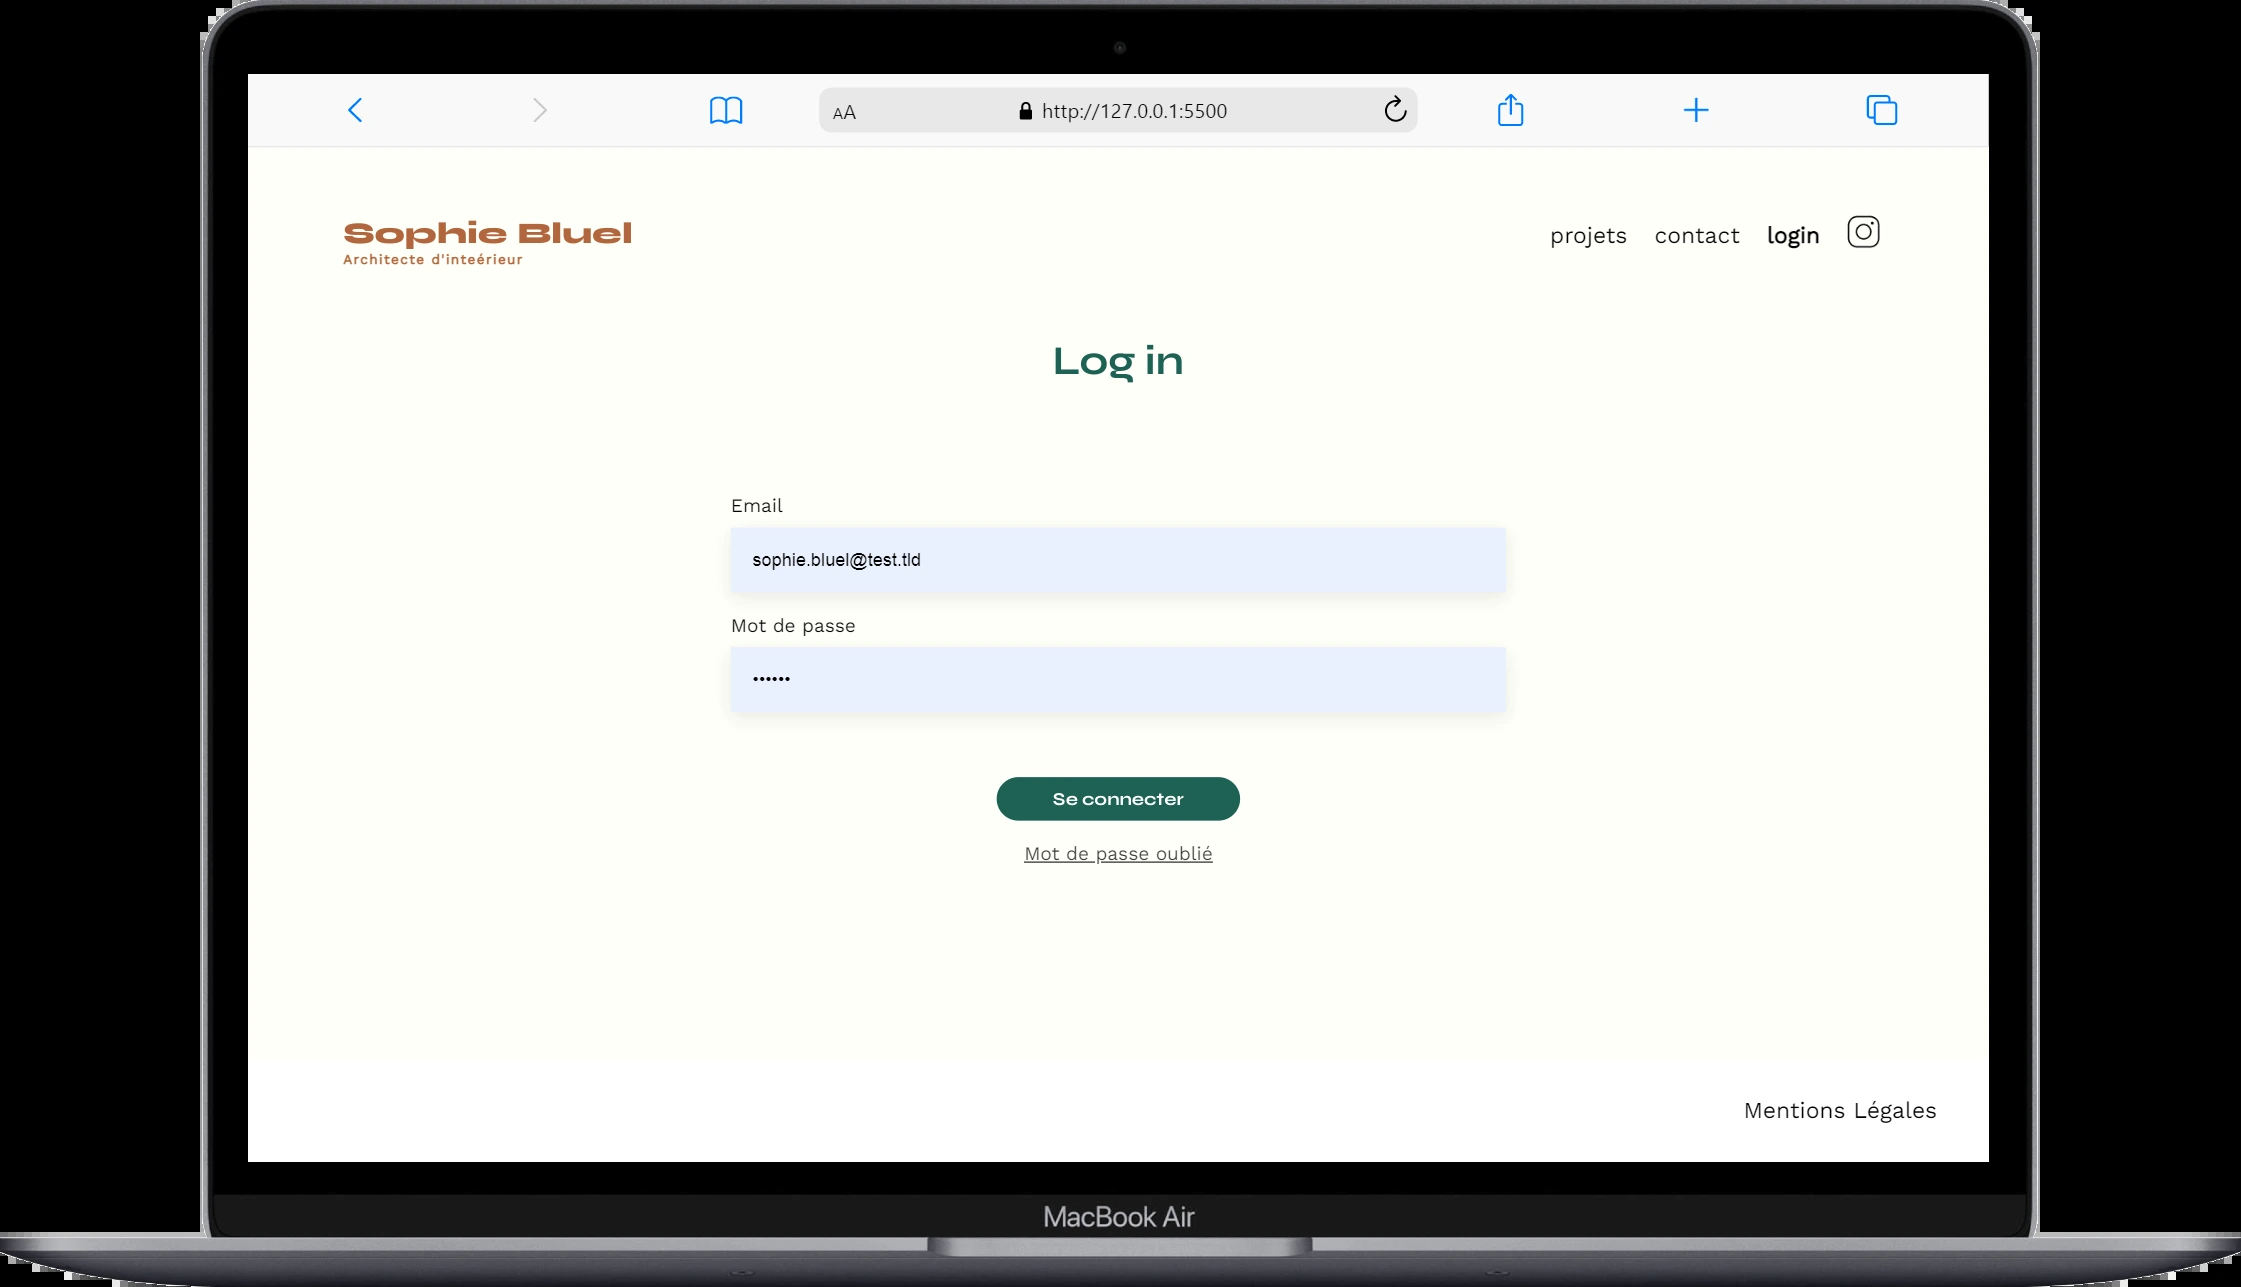 AA http://127.0.0.1:5500
Sophie Bluel
Architecte d'inteérieur
projets contact login
Log in
Email
sophie.bluel@test.tld
Mot de passe
••••••
Se connecter
Mot de passe oublié
Mentions Légales
MacBook Air